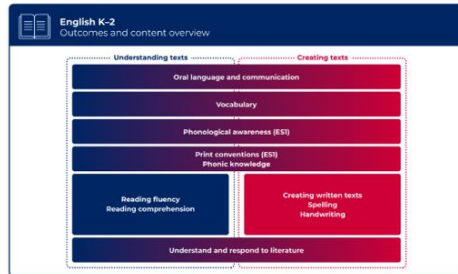 English K–2
Outcomes and content overview
Understanding texts
Creating texts
Oral language and communication
Vocabulary
Phonological awareness (ES1)
Print conventions (ES1)
Phonic knowledge
Reading fluency
Reading comprehension
Creating written texts
Spelling
Handwriting
Understand and respond to literature